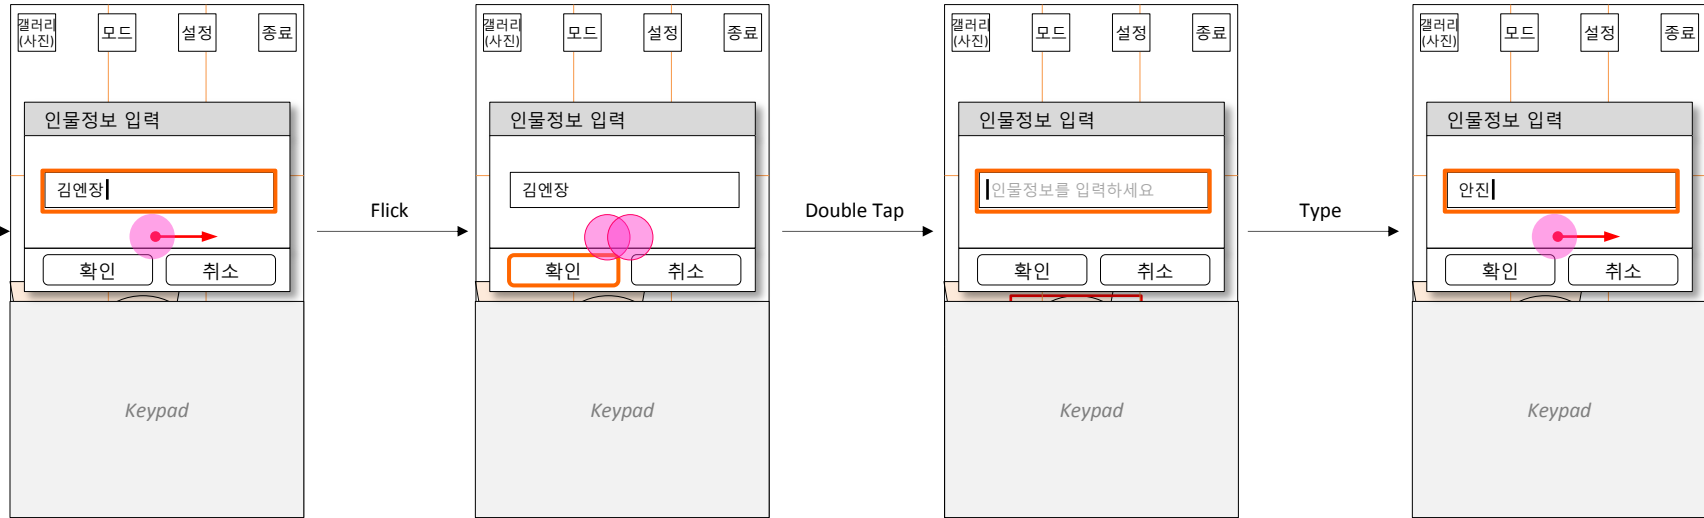 갤러리
(사진)
모드
설정
종료
인물정보 입력
김엔장
확인
취소
Keypad
Flick
갤러리
(사진)
모드
설정
종료
인물정보 입력
김엔장
확인
취소
Keypad
Double Tap
갤러리
(사진)
모드
설정
종료
인물정보 입력
인물정보를 입력하세요
확인
취소
Keypad
Type
갤러리
(사진)
모드
설정
종료
인물정보 입력
안진
확인
취소
Keypad